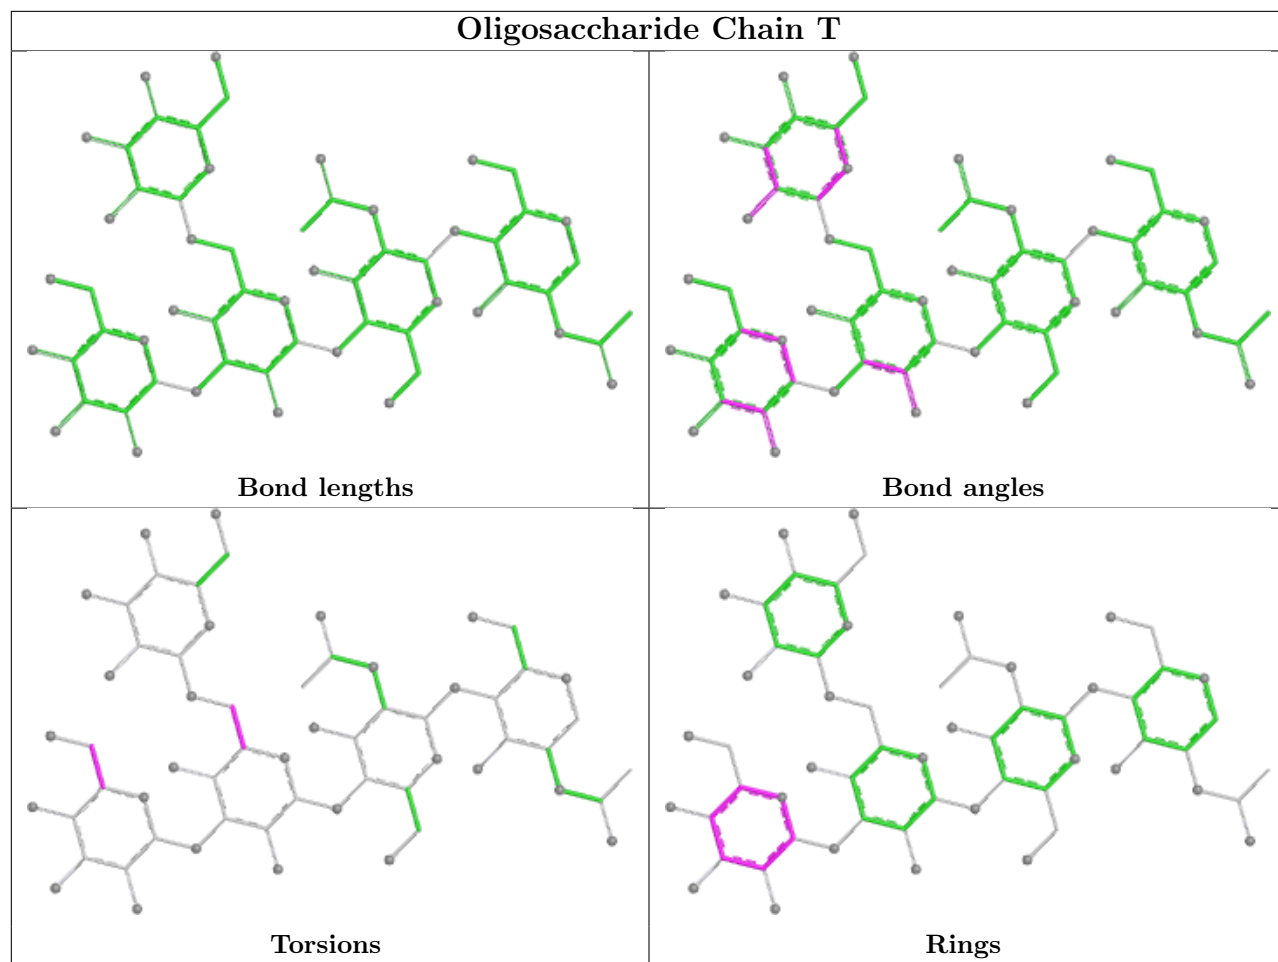 Oligosaccharide Chain T
Bond lengths
Bond angles
Torsions
Rings